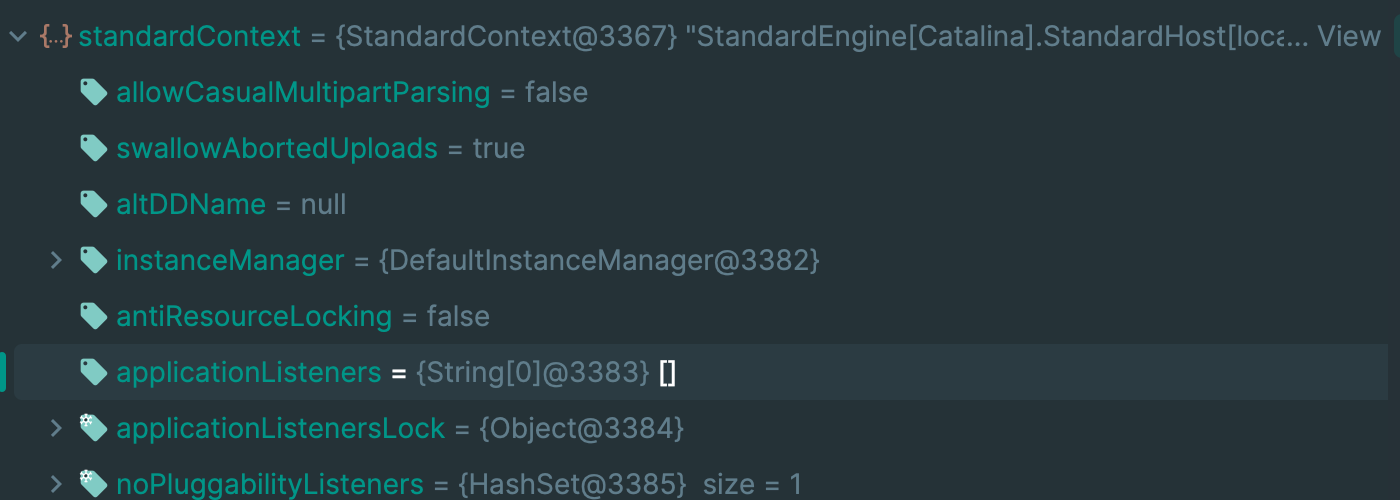 {...} standardContext = {StandardContext@3367} "StandardEngine[Catalina].StandardHost[loca... View
allowCasualMultipartParsing = false
swallowAbortedUploads = true
altDDName = null
instanceManager = {DefaultInstanceManager@3382}
antiResourceLocking = false
applicationListeners = {String[0]@3383} []
applicationListenersLock = {Object@3384}
noPluggabilityListeners = {HashSet@3385} size = 1